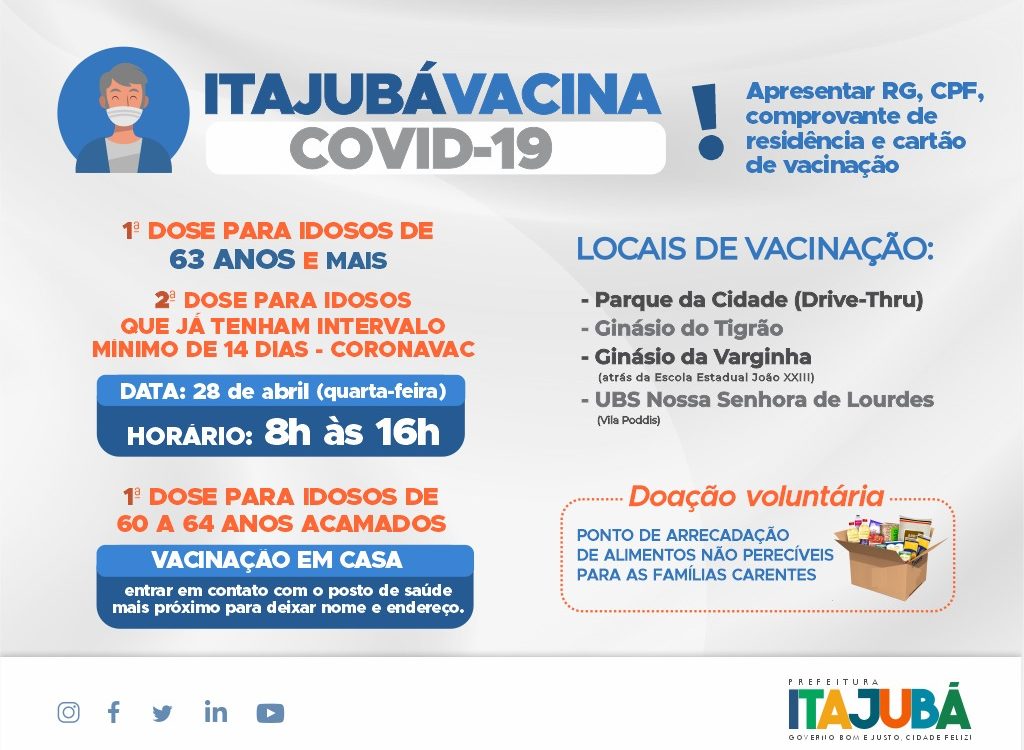 ITAJUBÁVACINA
COVID-19
!
Apresentar RG, CPF,
comprovante de
residência e cartão
de vacinação
1ª DOSE PARA IDOSOS DE
63 ANOS E MAIS
2ª DOSE PARA IDOSOS
QUE JÁ TENHAM INTERVALO
MÍNIMO DE 14 DIAS - CORONAVAC
DATA: 28 de abril (quarta-feira)
HORÁRIO: 8h às 16h
1ª DOSE PARA IDOSOS DE
60 A 64 ANOS ACAMADOS
VACINAÇÃO EM CASA
entrar em contato com o posto de saúde
mais próximo para deixar nome e endereço.
LOCAIS DE VACINAÇÃO:
- Parque da Cidade (Drive-Thru)
- Ginásio do Tigrão
- Ginásio da Varginha
(atrás da Escola Estadual João XXIII)
- UBS Nossa Senhora de Lourdes
(Vila Poddis)
Doação voluntária
PONTO DE ARRECADAÇÃO
DE ALIMENTOS NÃO PERECÍVEIS
PARA AS FAMÍLIAS CARENTES
PREFEITURA
ITAJUBÁ
GOVERNO BOM E JUSTO, CIDADE FELIZ!